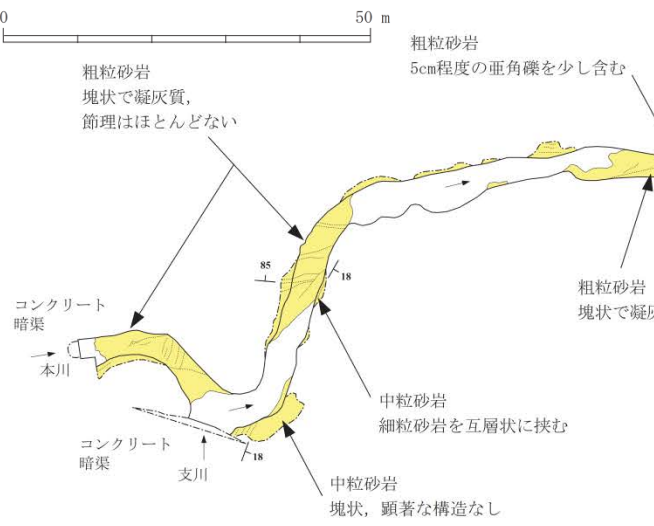 0
50 m
粗粒砂岩
5cm程度の亜角礫を少し含む
粗粒砂岩
塊状で凝灰質,
節理はほとんどない
85
18
粗粒砂岩
塊状で凝灰
コンクリート
暗渠
本川
中粒砂岩
細粒砂岩を互層状に挟む
コンクリート
暗渠
支川
18
中粒砂岩
塊状, 顕著な構造なし